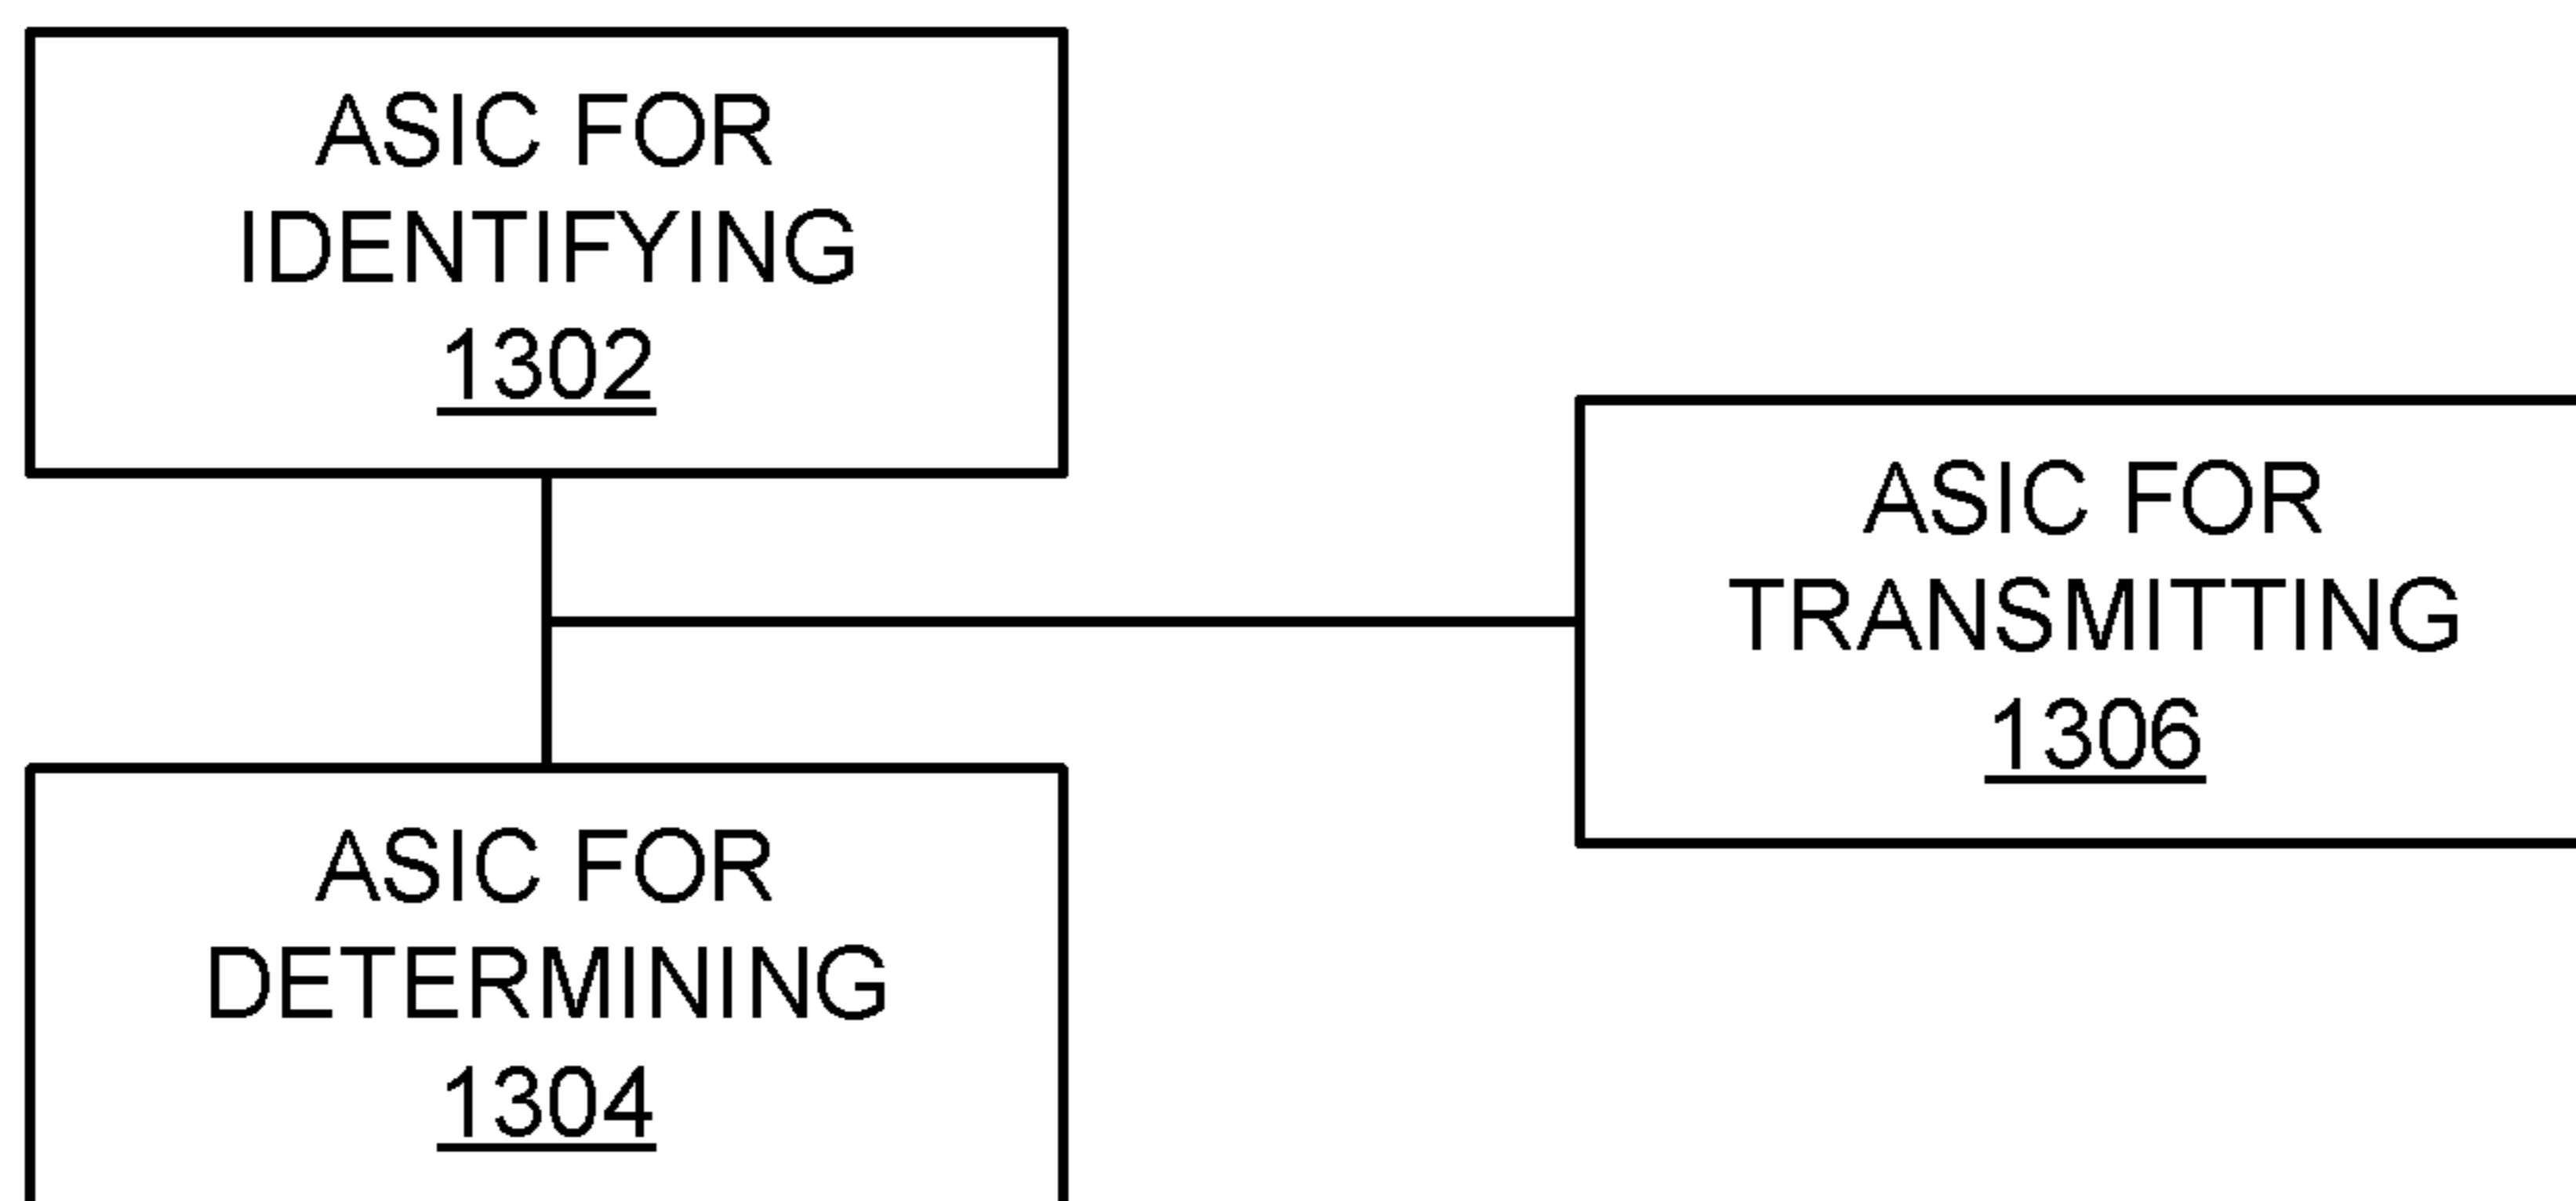 ASIC FOR
IDENTIFYING
1302
ASIC FOR
TRANSMITTING
1306
ASIC FOR
DETERMINING
1304